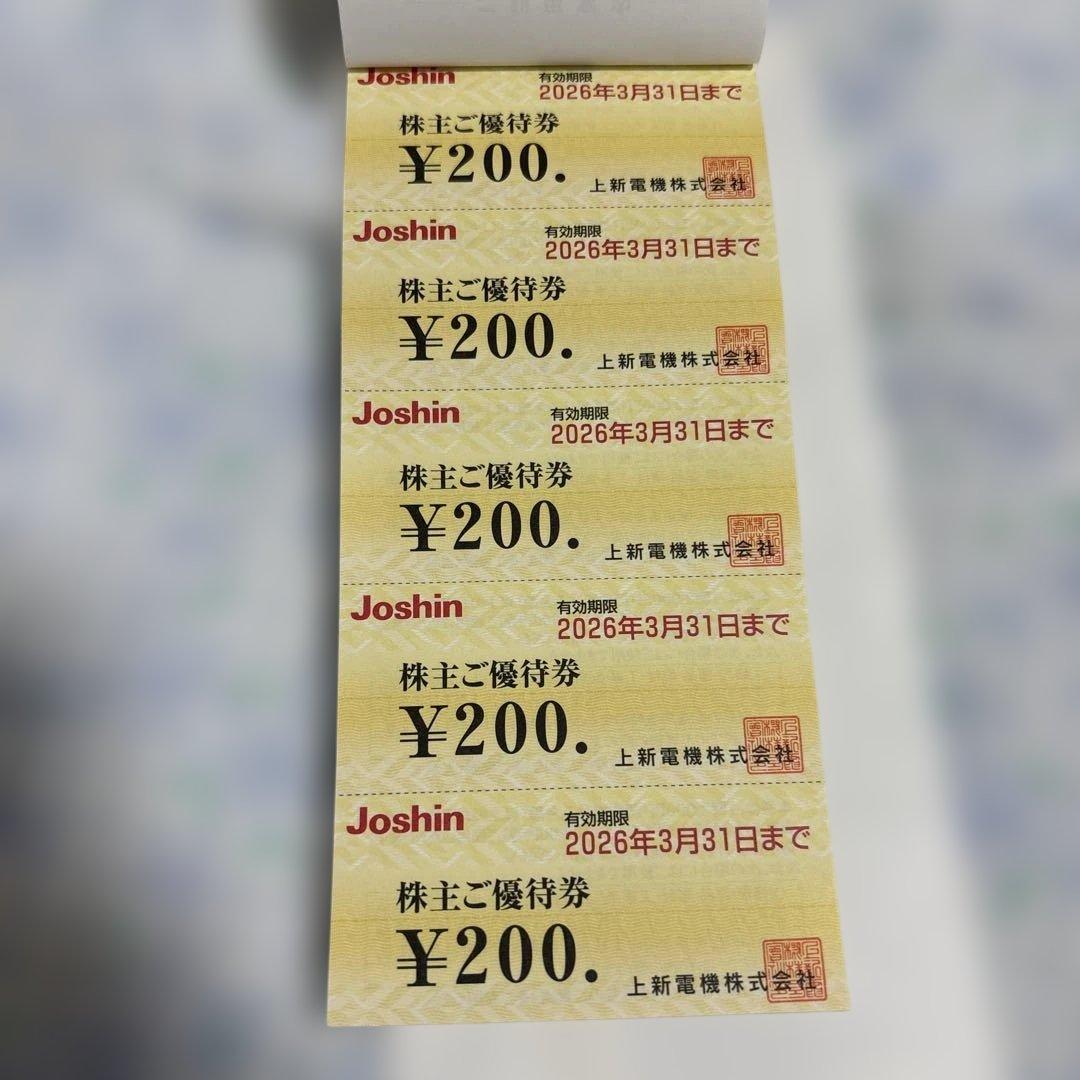 Joshin
有効期限
2026年3月31日まで
株主ご優待券
¥200.
上新電機株式会社
Joshin
有効期限
2026年3月31日まで
株主ご優待券
¥200.
上新電機株式会社
Joshin
有効期限
2026年3月31日まで
株主ご優待券
¥200.
上新電機株式会社
Joshin
有効期限
2026年3月31日まで
株主ご優待券
¥200.
上新電機株式会社
Joshin
有効期限
2026年3月31日まで
株主ご優待券
¥200.
上新電機株式会社